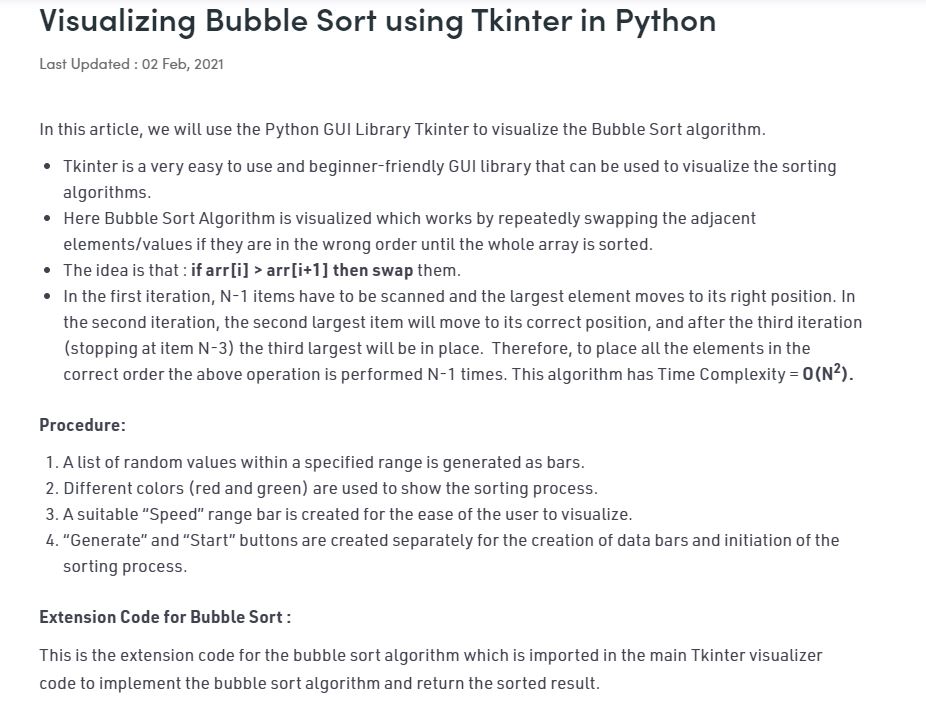 Visualizing Bubble Sort using Tkinter in Python
Last Updated : 02 Feb, 2021
In this article, we will use the Python GUI Library Tkinter to visualize the Bubble Sort algorithm.
• Tkinter is a very easy to use and beginner-friendly GUI library that can be used to visualize the sorting
algorithms.
• Here Bubble Sort Algorithm is visualized which works by repeatedly swapping the adjacent
elements/values if they are in the wrong order until the whole array is sorted.
• The idea is that : if arr[i] > arr[i+1] then swap them.
• In the first iteration, N-1 items have to be scanned and the largest element moves to its right position. In
the second iteration, the second largest item will move to its correct position, and after the third iteration
(stopping at item N-3) the third largest will be in place. Therefore, to place all the elements in the
correct order the above operation is performed N-1 times. This algorithm has Time Complexity = O(N²).
Procedure:
1. A list of random values within a specified range is generated as bars.
2. Different colors (red and green) are used to show the sorting process.
3. A suitable “Speed” range bar is created for the ease of the user to visualize.
4. “Generate” and “Start” buttons are created separately for the creation of data bars and initiation of the
sorting process.
Extension Code for Bubble Sort :
This is the extension code for the bubble sort algorithm which is imported in the main Tkinter visualizer
code to implement the bubble sort algorithm and return the sorted result.